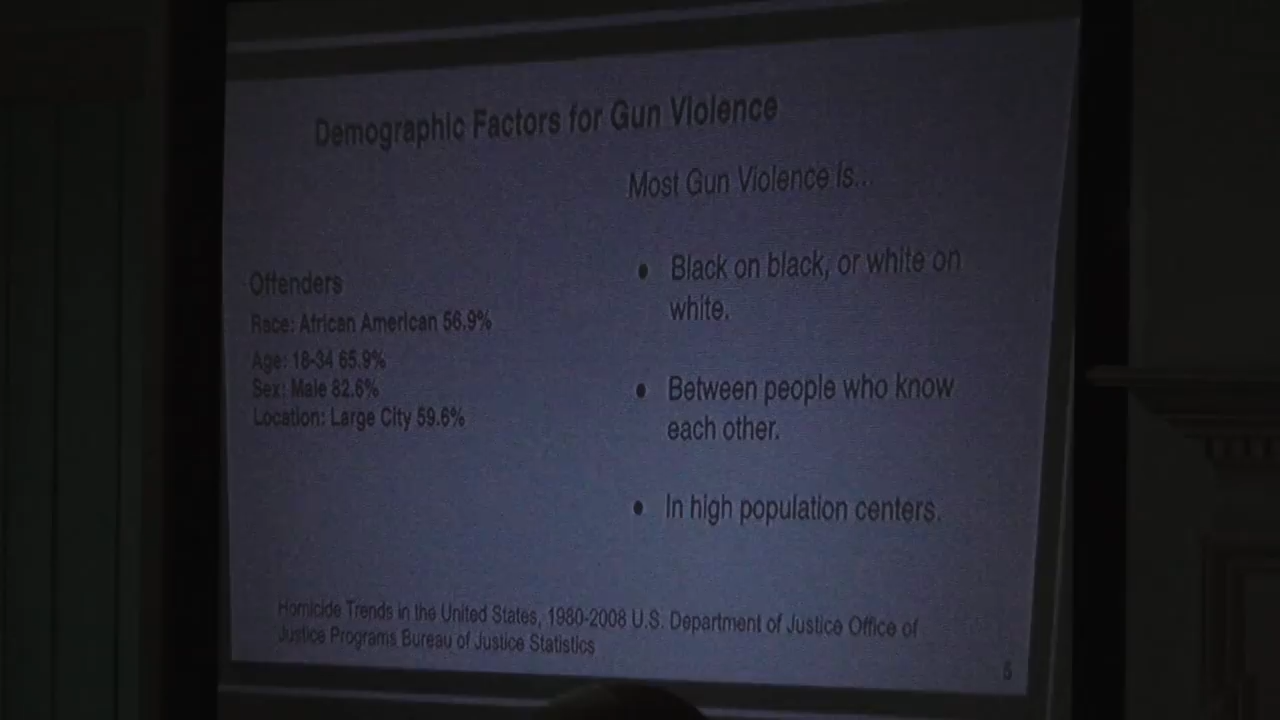 Demographic Factors for Gun Violence
Offenders
Race: African American 56.9%
Age: 18-34 65.9%
Sex: Male 82.6%
Location: Large City 59.6%
Most Gun Violence is...
● Black on black, or white on
white.
● Between people who know
each other.
● In high population centers.
Homicide Trends in the United States, 1980-2008 U.S. Department of Justice Office of
Justice Programs Bureau of Justice Statistics
5